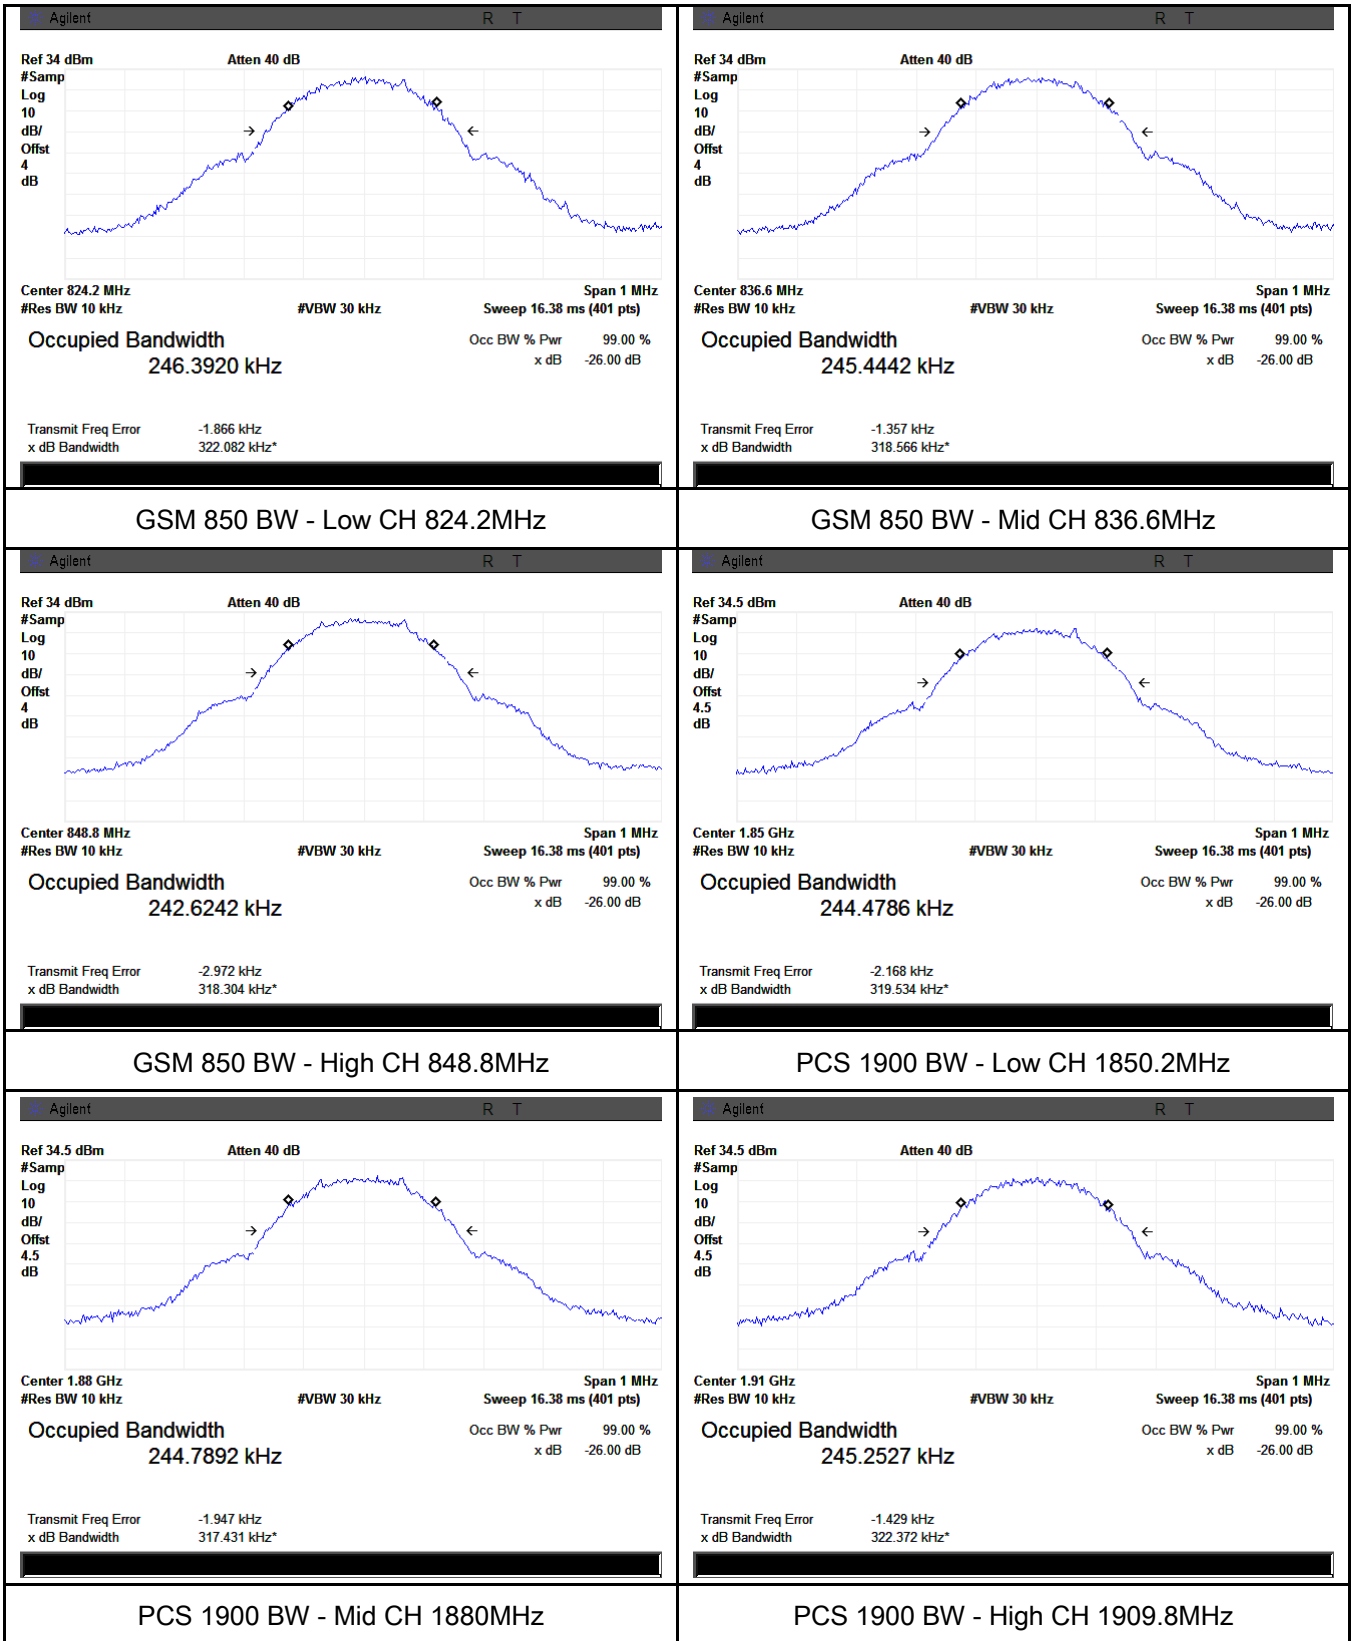 Agilent R T
Ref 34 dBm Atten 40 dB
#Samp
Log
10
dB/
Offst
4
dB
Center 824.2 MHz Span 1 MHz
#Res BW 10 kHz #VBW 30 kHz Sweep 16.38 ms (401 pts)
Occupied Bandwidth Occ BW % Pwr 99.00 %
246.3920 kHz x dB -26.00 dB
Transmit Freq Error -1.866 kHz
x dB Bandwidth 322.082 kHz*
GSM 850 BW - Low CH 824.2MHz
Agilent R T
Ref 34 dBm Atten 40 dB
#Samp
Log
10
dB/
Offst
4
dB
Center 836.6 MHz Span 1 MHz
#Res BW 10 kHz #VBW 30 kHz Sweep 16.38 ms (401 pts)
Occupied Bandwidth Occ BW % Pwr 99.00 %
245.4442 kHz x dB -26.00 dB
Transmit Freq Error -1.357 kHz
x dB Bandwidth 318.566 kHz*
GSM 850 BW - Mid CH 836.6MHz
Agilent R T
Ref 34 dBm Atten 40 dB
#Samp
Log
10
dB/
Offst
4
dB
Center 848.8 MHz Span 1 MHz
#Res BW 10 kHz #VBW 30 kHz Sweep 16.38 ms (401 pts)
Occupied Bandwidth Occ BW % Pwr 99.00 %
242.6242 kHz x dB -26.00 dB
Transmit Freq Error -2.972 kHz
x dB Bandwidth 318.304 kHz*
GSM 850 BW - High CH 848.8MHz
Agilent R T
Ref 34.5 dBm Atten 40 dB
#Samp
Log
10
dB/
Offst
4.5
dB
Center 1.85 GHz Span 1 MHz
#Res BW 10 kHz #VBW 30 kHz Sweep 16.38 ms (401 pts)
Occupied Bandwidth Occ BW % Pwr 99.00 %
244.4786 kHz x dB -26.00 dB
Transmit Freq Error -2.168 kHz
x dB Bandwidth 319.534 kHz*
PCS 1900 BW - Low CH 1850.2MHz
Agilent R T
Ref 34.5 dBm Atten 40 dB
#Samp
Log
10
dB/
Offst
4.5
dB
Center 1.88 GHz Span 1 MHz
#Res BW 10 kHz #VBW 30 kHz Sweep 16.38 ms (401 pts)
Occupied Bandwidth Occ BW % Pwr 99.00 %
244.7892 kHz x dB -26.00 dB
Transmit Freq Error -1.947 kHz
x dB Bandwidth 317.431 kHz*
PCS 1900 BW - Mid CH 1880MHz
Agilent R T
Ref 34.5 dBm Atten 40 dB
#Samp
Log
10
dB/
Offst
4.5
dB
Center 1.91 GHz Span 1 MHz
#Res BW 10 kHz #VBW 30 kHz Sweep 16.38 ms (401 pts)
Occupied Bandwidth Occ BW % Pwr 99.00 %
245.2527 kHz x dB -26.00 dB
Transmit Freq Error -1.429 kHz
x dB Bandwidth 322.372 kHz*
PCS 1900 BW - High CH 1909.8MHz